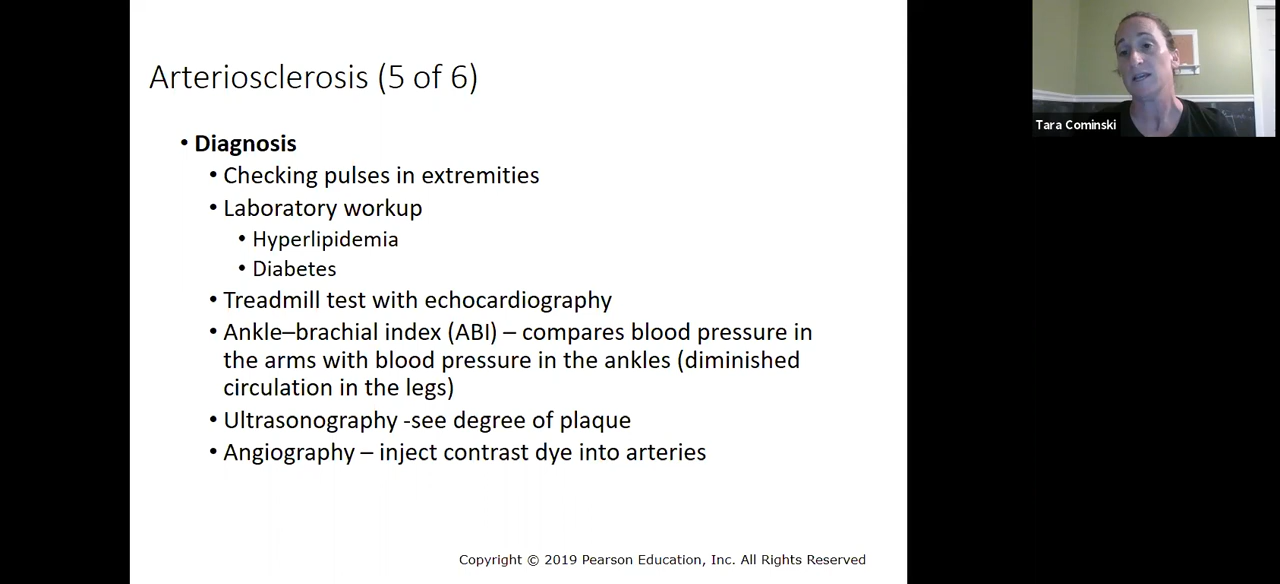 Arteriosclerosis (5 of 6)
• Diagnosis
• Checking pulses in extremities
• Laboratory workup
• Hyperlipidemia
• Diabetes
• Treadmill test with echocardiography
• Ankle–brachial index (ABI) – compares blood pressure in
the arms with blood pressure in the ankles (diminished
circulation in the legs)
• Ultrasonography -see degree of plaque
• Angiography – inject contrast dye into arteries
Copyright © 2019 Pearson Education, Inc. All Rights Reserved
Tara Cominski